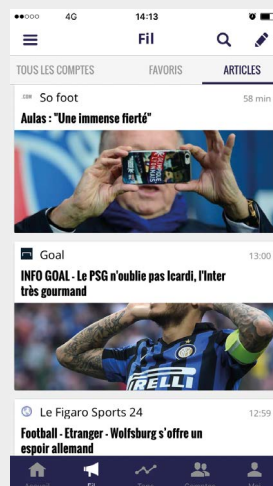 4G 14:13
Fil
TOUS LES COMPTES FAVORIS ARTICLES
So foot 58 min
Aulas : "Une immense fierté"
Goal 13:00
INFO GOAL - Le PSG n'oublie pas Icardi, l'Inter
très gourmand
PIRELLI
Le Figaro Sports 24 12:59
Football - Etranger - Wolfsburg s'offre un
espoir allemand
Fil